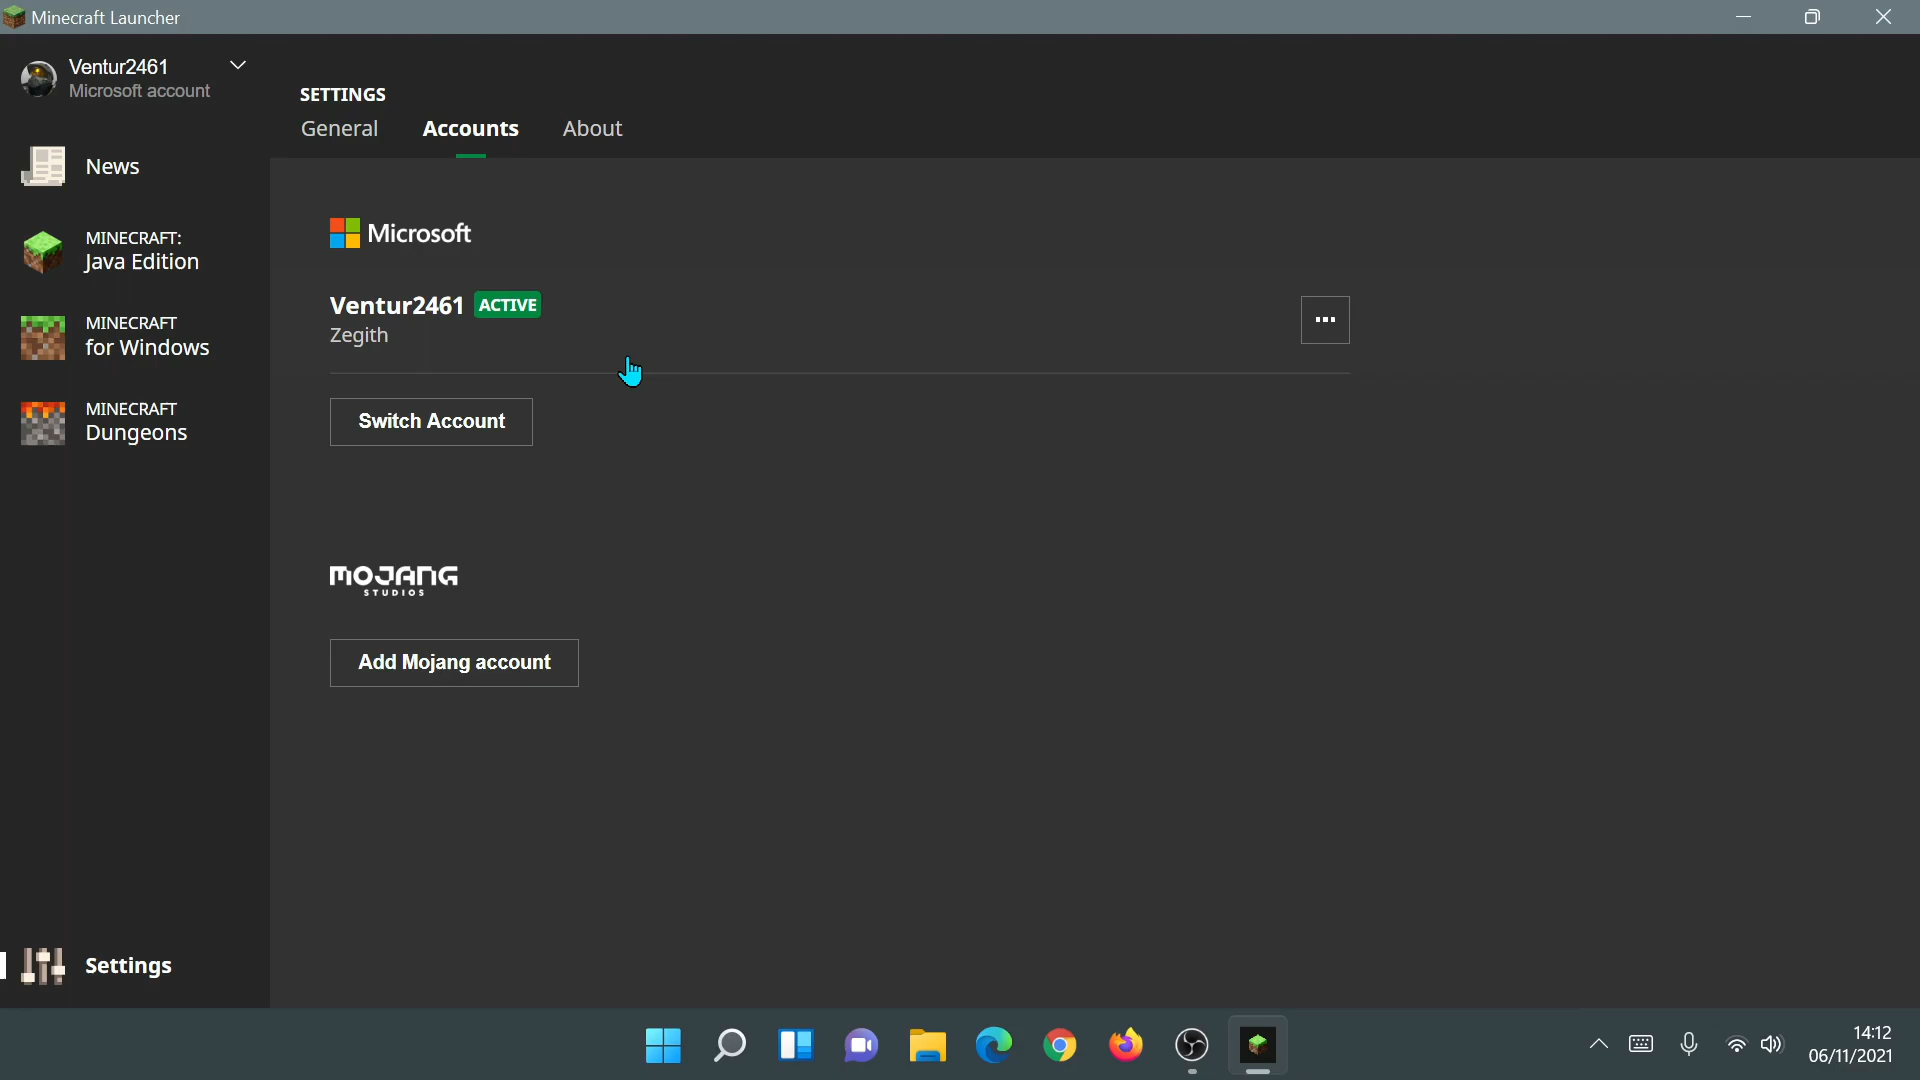 Minecraft Launcher
Ventur2461
Microsoft account
News
MINECRAFT:
Java Edition
MINECRAFT
for Windows
MINECRAFT
Dungeons
Settings
SETTINGS
General Accounts About
Microsoft
Ventur2461 ACTIVE
Zegith
Switch Account
MOJANG
STUDIOS
Add Mojang account
14:12
06/11/2021